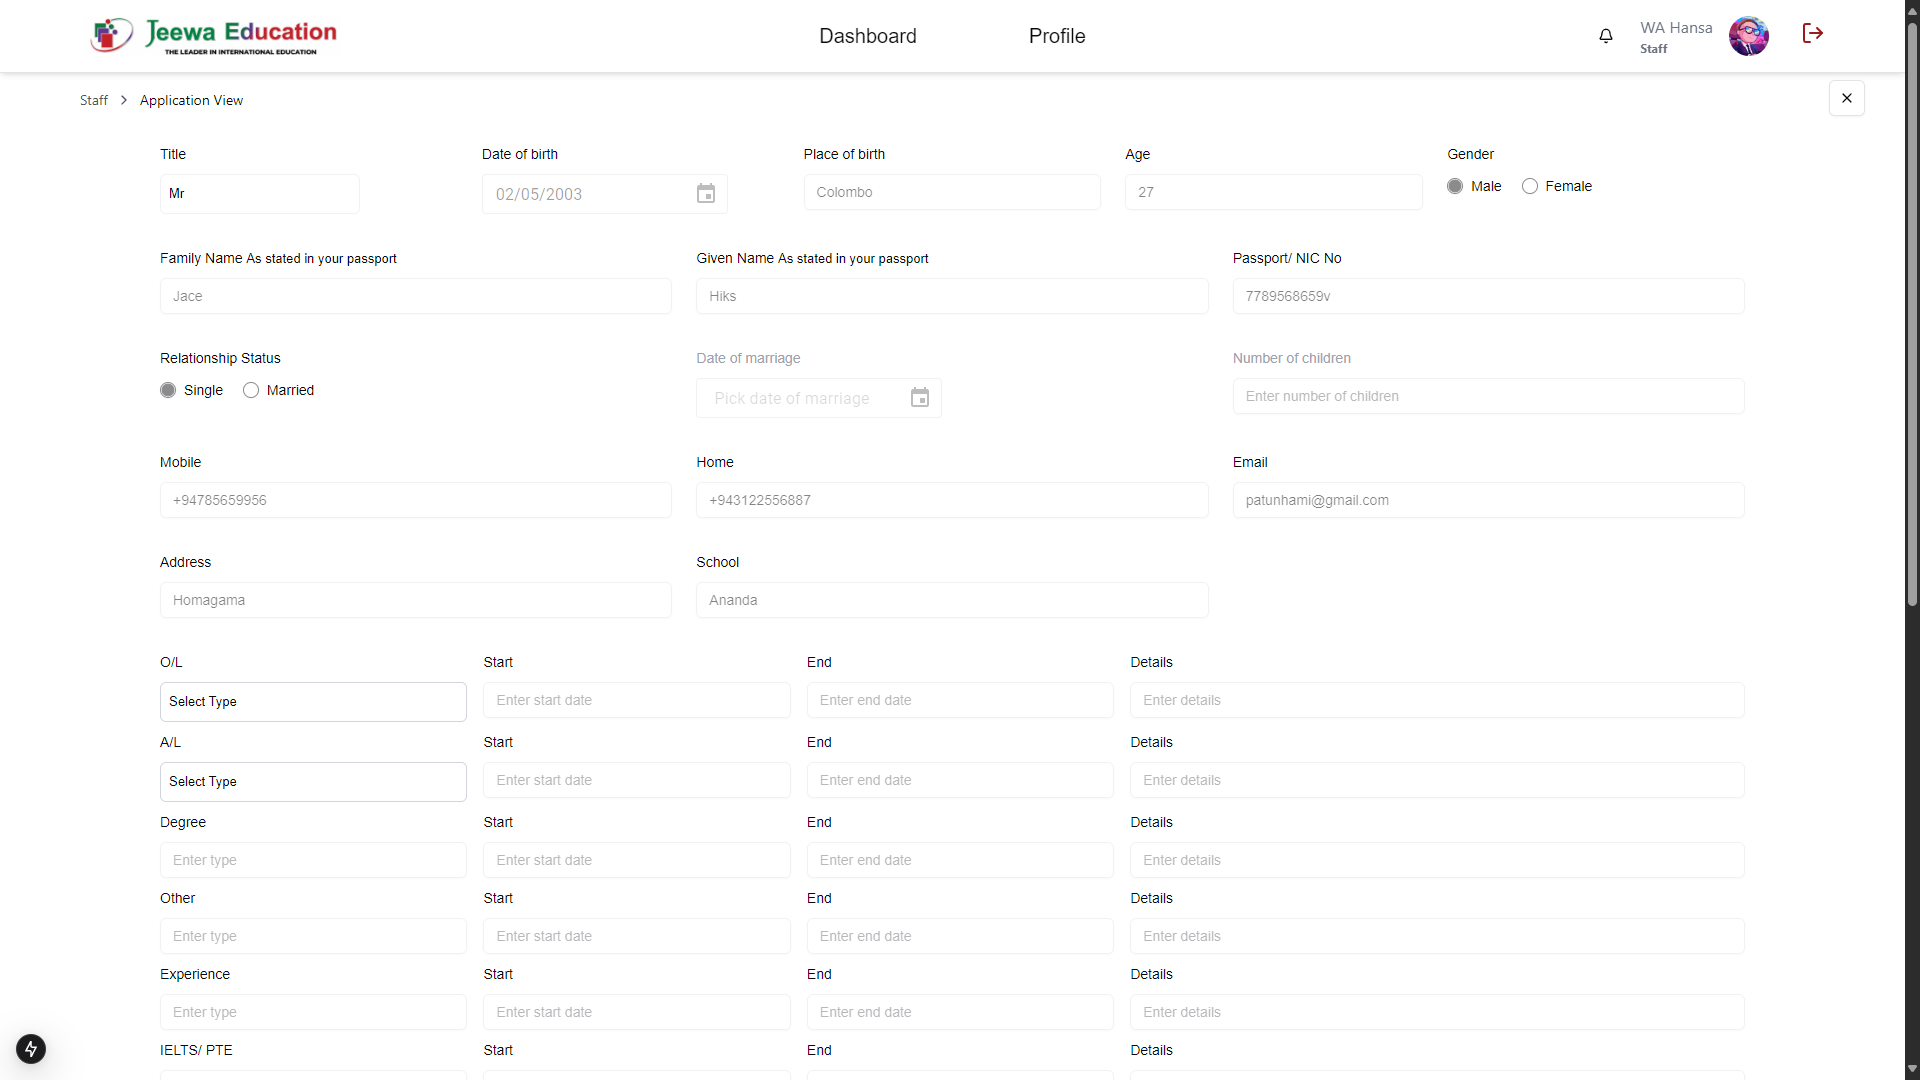 Jeewa Education
THE LEADER IN INTERNATIONAL EDUCATION
Dashboard
Profile
WA Hansa
Staff
Staff > Application View
Title
Date of birth
Place of birth
Age
Gender
Mr
02/05/2003
Colombo
27
Male
Female
Family Name As stated in your passport
Given Name As stated in your passport
Passport/ NIC No
Jace
Hiks
7789568659v
Relationship Status
Date of marriage
Number of children
Single
Married
Pick date of marriage
Enter number of children
Mobile
Home
Email
+94785659956
+943122556887
patunhami@gmail.com
Address
School
Homagama
Ananda
O/L
Start
End
Details
Select Type
Enter start date
Enter end date
Enter details
A/L
Start
End
Details
Select Type
Enter start date
Enter end date
Enter details
Degree
Start
End
Details
Enter type
Enter start date
Enter end date
Enter details
Other
Start
End
Details
Enter type
Enter start date
Enter end date
Enter details
Experience
Start
End
Details
Enter type
Enter start date
Enter end date
Enter details
IELTS/ PTE
Start
End
Details